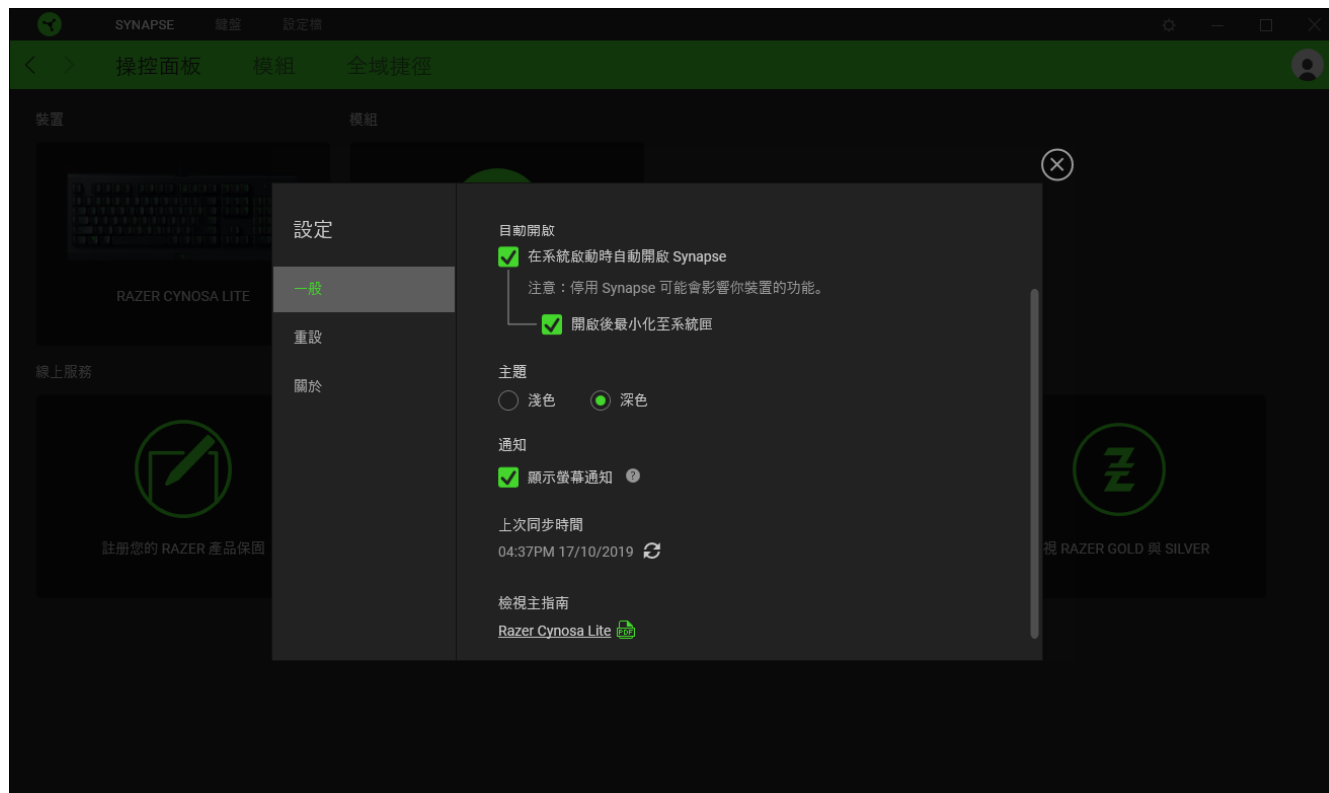 SYNAPSE 鍵盤 設定檔
操控面板 模組 全域捷徑
裝置 模組
設定
一般
重設
關於
自動開啟
在系統啟動時自動開啟 Synapse
注意：停用 Synapse 可能會影響你裝置的功能。
開啟後最小化至系統匣
主題
淺色 深色
通知
顯示螢幕通知 ?
上次同步時間
04:37PM 17/10/2019
檢視主指南
Razer Cynosa Lite PDF
RAZER CYNOSA LITE
線上服務
註册您的 RAZER 產品保固
視 RAZER GOLD 與 SILVER